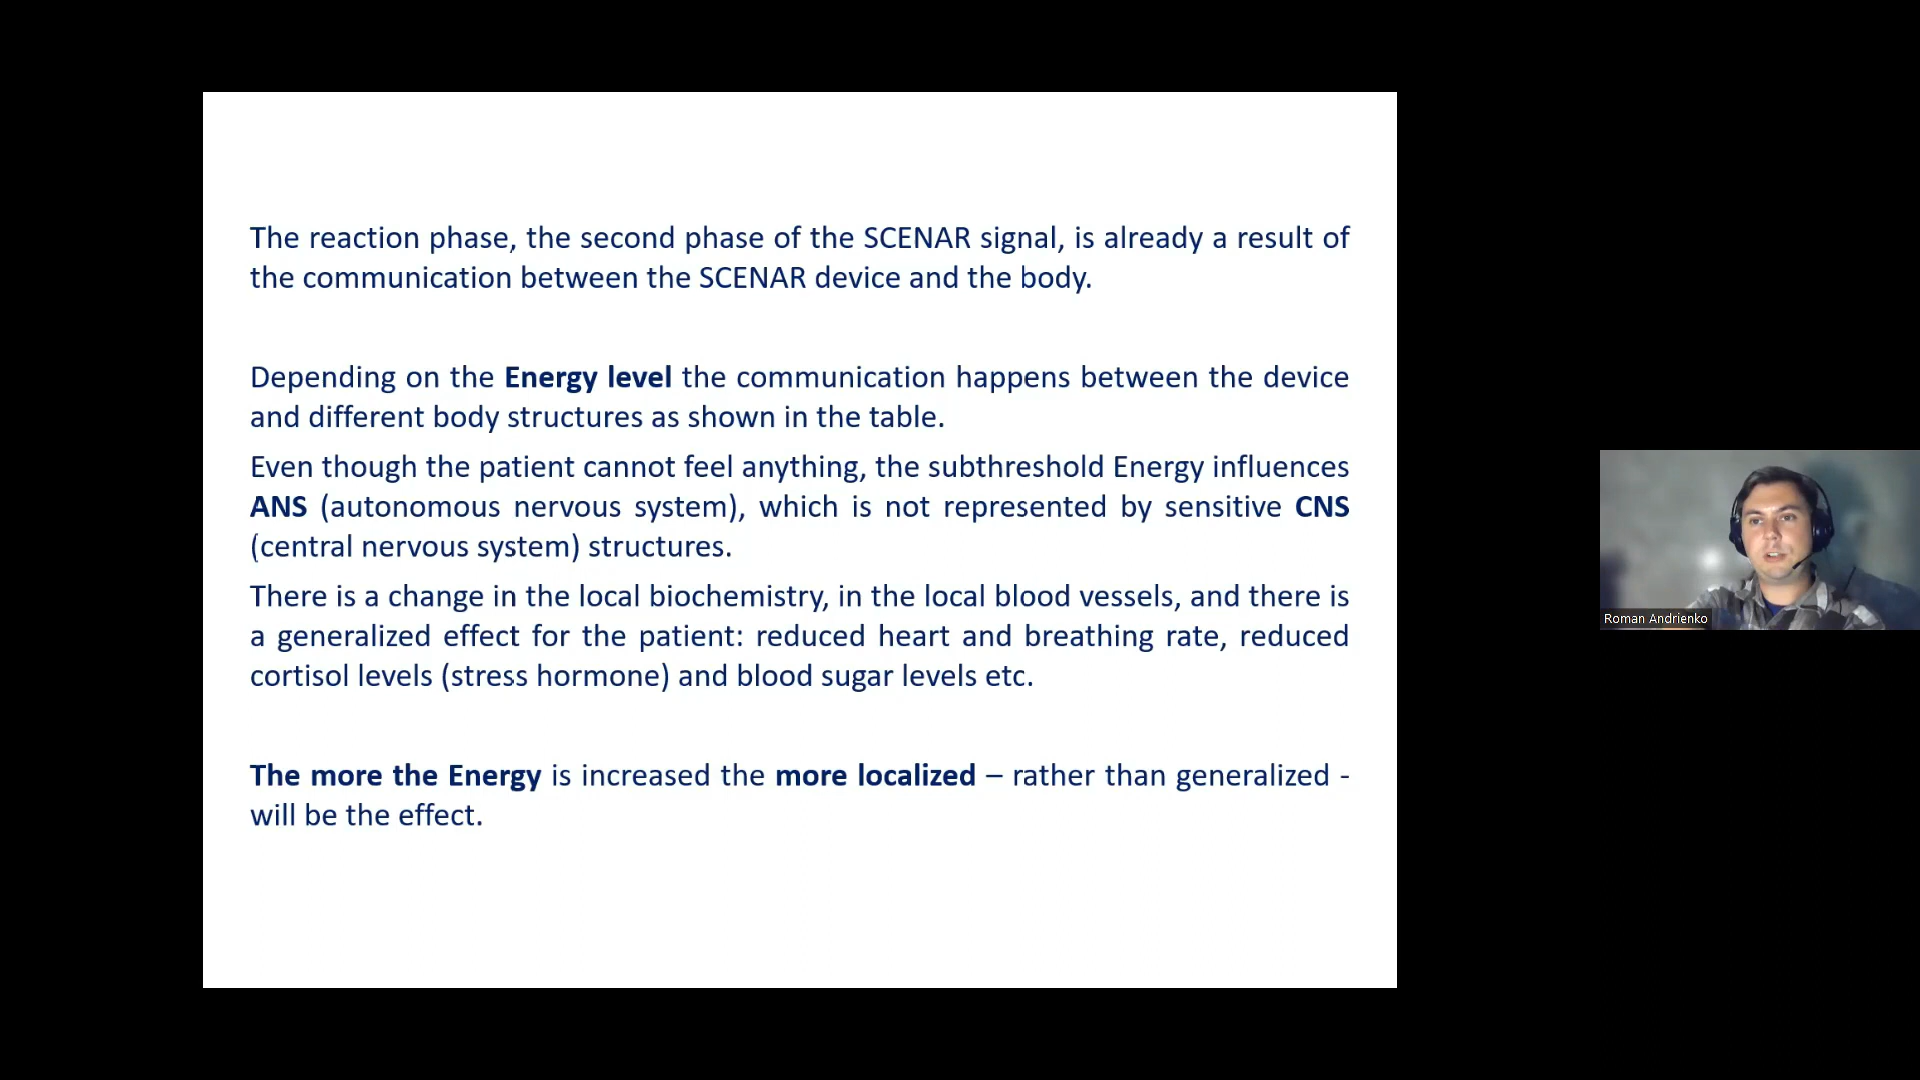 The reaction phase, the second phase of the SCENAR signal, is already a result of
the communication between the SCENAR device and the body.
Depending on the Energy level the communication happens between the device
and different body structures as shown in the table.
Even though the patient cannot feel anything, the subthreshold Energy influences
ANS (autonomous nervous system), which is not represented by sensitive CNS
(central nervous system) structures.
There is a change in the local biochemistry, in the local blood vessels, and there is
a generalized effect for the patient: reduced heart and breathing rate, reduced
cortisol levels (stress hormone) and blood sugar levels etc.
The more the Energy is increased the more localized – rather than generalized -
will be the effect.
Roman Andrienko